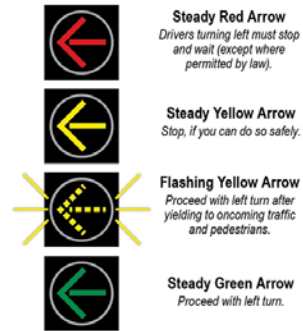 Steady Red Arrow
Drivers turning left must stop
and wait (except where
permitted by law).
Steady Yellow Arrow
Stop, if you can do so safely.
Flashing Yellow Arrow
Proceed with left turn after
yielding to oncoming traffic
and pedestrians.
Steady Green Arrow
Proceed with left turn.